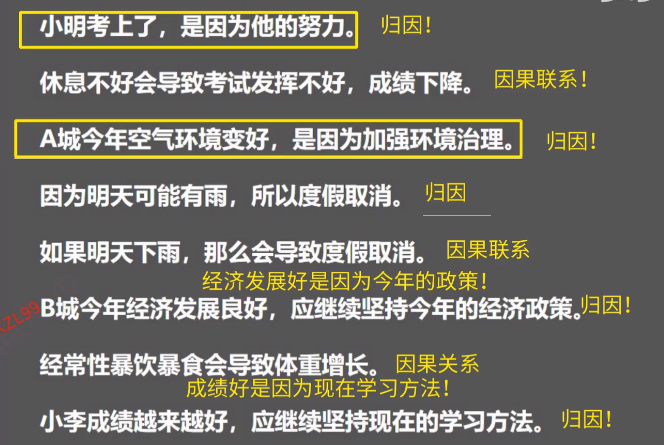 小明考上了，是因为他的努力。 归因！
休息不好会导致考试发挥不好，成绩下降。 因果联系！
A城今年空气环境变好，是因为加强环境治理。 归因！
因为明天可能有雨，所以度假取消。 归因
如果明天下雨，那么会导致度假取消。 因果联系
经济发展好是因为今年的政策！
B城今年经济发展良好，应继续坚持今年的经济政策。归因！
经常性暴饮暴食会导致体重增长。 因果关系
成绩好是因为现在学习方法！
小李成绩越来越好，应继续坚持现在的学习方法。 归因！